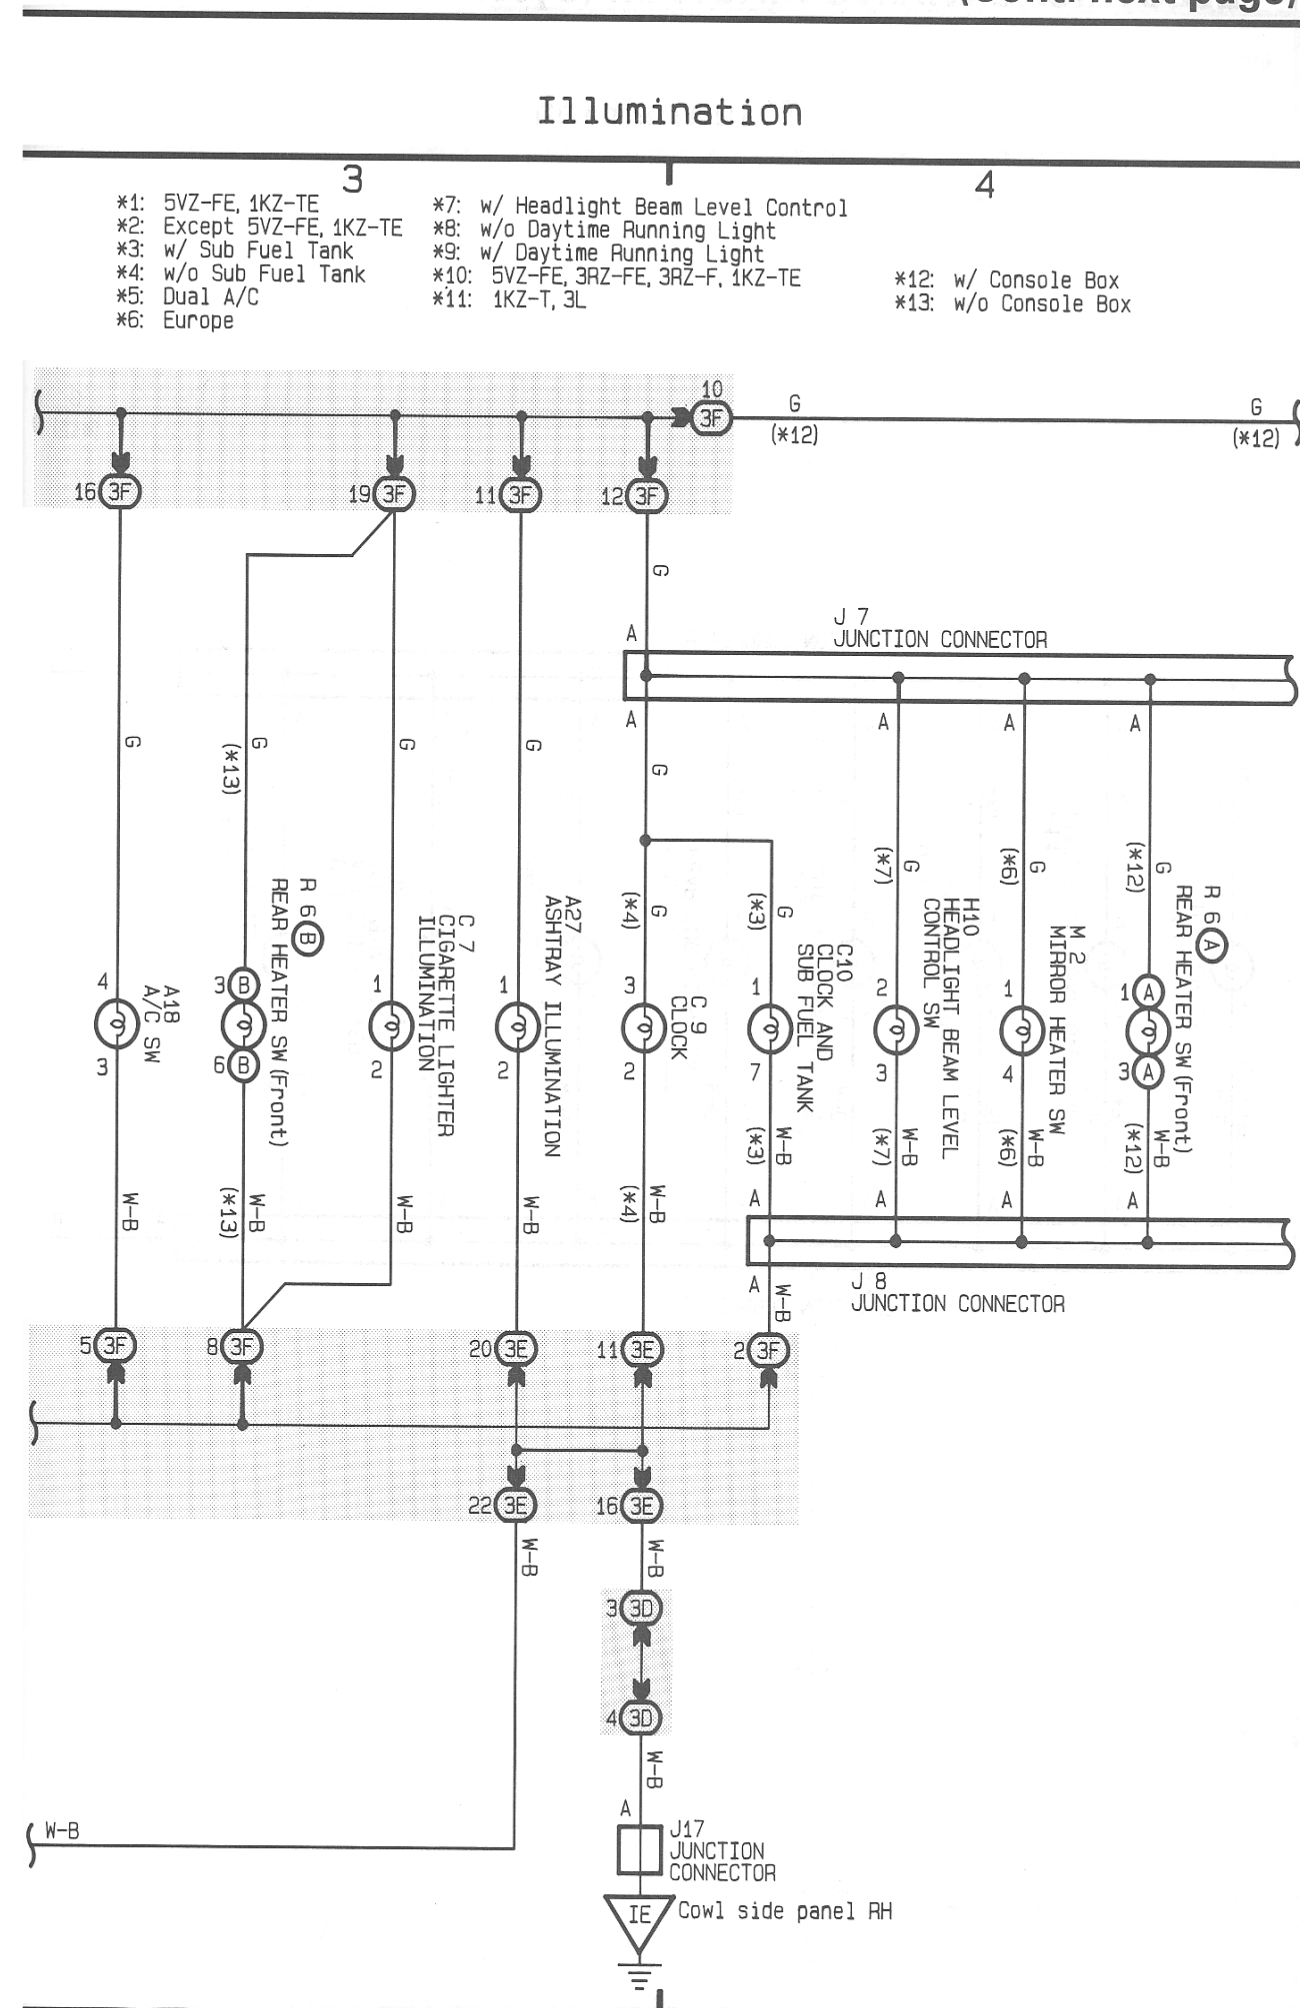 (Cont. next page)
Illumination
3
4
*1: 5VZ-FE, 1KZ-TE
*2: Except 5VZ-FE, 1KZ-TE
*3: w/ Sub Fuel Tank
*4: w/o Sub Fuel Tank
*5: Dual A/C
*6: Europe
*7: w/ Headlight Beam Level Control
*8: w/o Daytime Running Light
*9: w/ Daytime Running Light
*10: 5VZ-FE, 3RZ-FE, 3RZ-F, 1KZ-TE
*11: 1KZ-T, 3L
*12: w/ Console Box
*13: w/o Console Box
10
3F
G
(*12)
G
(*12)
16 3F
19 3F
11 3F
12 3F
G
A
J 7
JUNCTION CONNECTOR
A
A
A
A
G
G
(*13)
G
G
G
G
(*4)
G
(*3)
G
(*7)
G
(*6)
G
(*12)
4
A18
A/C SW
3
R 6 B
REAR HEATER SW (Front)
3 B
6 B
C 7
CIGARETTE LIGHTER
ILLUMINATION
1
2
A27
ASHTRAY ILLUMINATION
1
2
C 9
CLOCK
3
2
C10
CLOCK AND
SUB FUEL TANK
1
7
H10
HEADLIGHT BEAM LEVEL
CONTROL SW
2
3
M 2
MIRROR HEATER SW
1
4
R 6 A
REAR HEATER SW (Front)
1 A
3 A
W-B
W-B
(*13)
W-B
W-B
W-B
(*4)
W-B
(*3)
W-B
(*7)
W-B
(*6)
W-B
(*12)
A
A
A
A
A
W-B
J 8
JUNCTION CONNECTOR
5 3F
8 3F
20 3E
11 3E
2 3F
22 3E
16 3E
W-B
W-B
3 3D
4 3D
W-B
A
J17
JUNCTION
CONNECTOR
W-B
IE
Cowl side panel RH